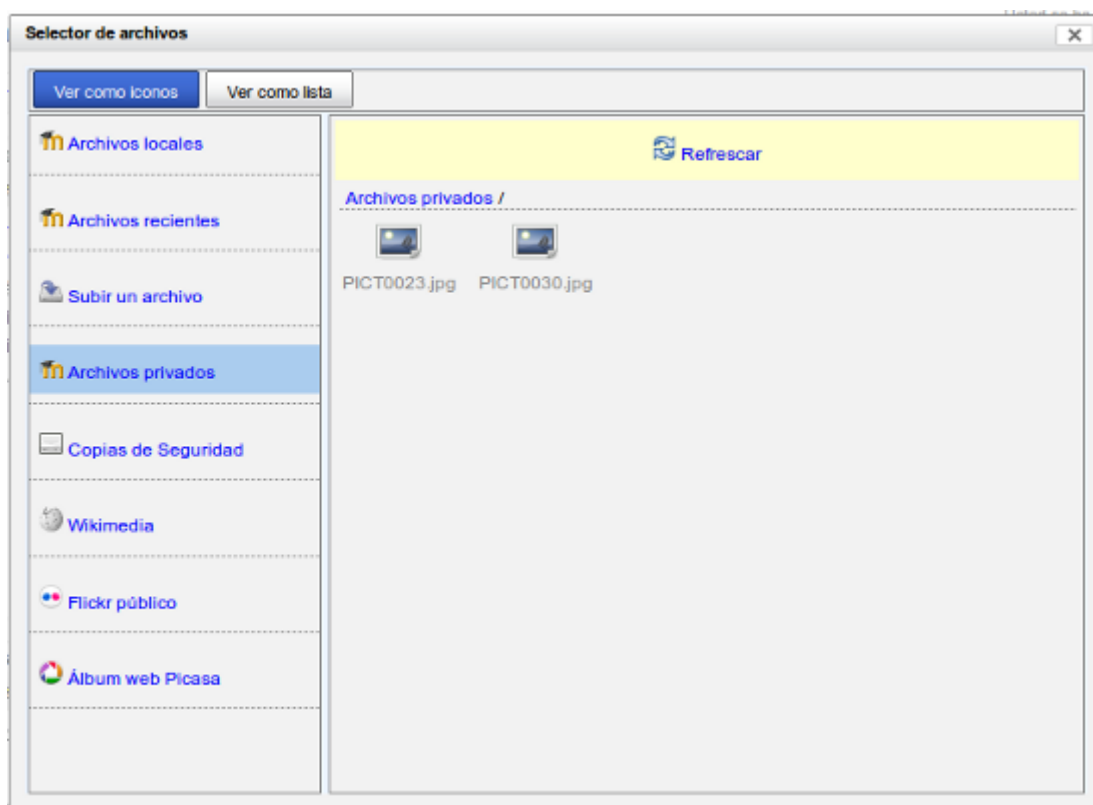 Selector de archivos
Ver como iconos
Ver como lista
Archivos locales
Archivos recientes
Subir un archivo
Archivos privados
Copias de Seguridad
Wikimedia
Flickr público
Álbum web Picasa
Refrescar
Archivos privados /
PICT0023.jpg PICT0030.jpg